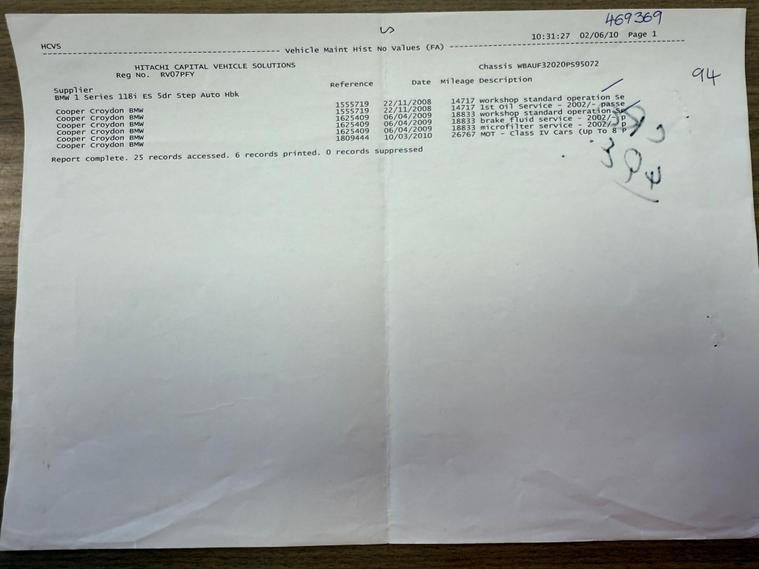 469369
HCVS 10:31:27 02/06/10 Page 1
Vehicle Maint Hist No Values (FA)
HITACHI CAPITAL VEHICLE SOLUTIONS Chassis WBAUF32020PS95072
Reg No. RV07PFY
94
Supplier Reference Date Mileage Description
BMW 1 Series 118i ES 5dr Step Auto Hbk
Cooper Croydon BMW 1555719 22/11/2008 14717 workshop standard operation Se
Cooper Croydon BMW 1555719 22/11/2008 14717 1st Oil Service - 2002/- passe
Cooper Croydon BMW 1625409 06/04/2009 18833 workshop standard operation Se
Cooper Croydon BMW 1625409 06/04/2009 18833 brake fluid service - 2002/- p
Cooper Croydon BMW 1625409 06/04/2009 18833 microfilter service - 2002/- p
Cooper Croydon BMW 1809444 10/03/2010 26767 MOT - Class IV Cars (Up To 8 P
Report complete. 25 records accessed. 6 records printed. 0 records suppressed